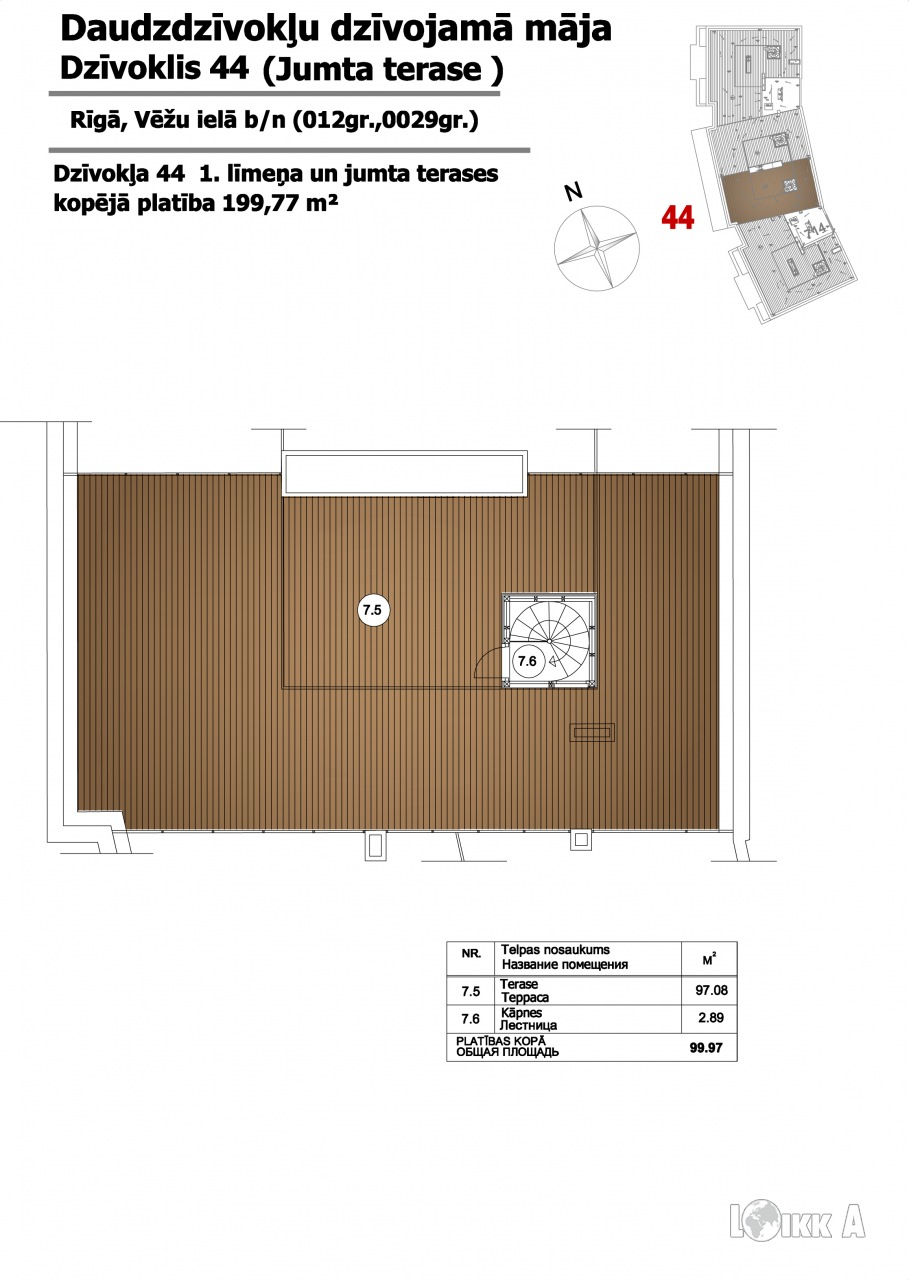 Daudzdzīvokļu dzīvojamā māja
Dzīvoklis 44 (Jumta terase )
Rīgā, Vēžu ielā b/n (012gr.,0029gr.)
Dzīvokļa 44 1. līmeņa un jumta terases
kopējā platība 199,77 m²
N
44
7.5
7.6
NR.
Telpas nosaukums
Название помещения
м²
7.5
Terase
Терраса
97.08
7.6
Kāpnes
Лестница
2.89
PLATĪBAS KOPĀ
ОБЩАЯ ПЛОЩАДЬ
99.97
LOIKK A